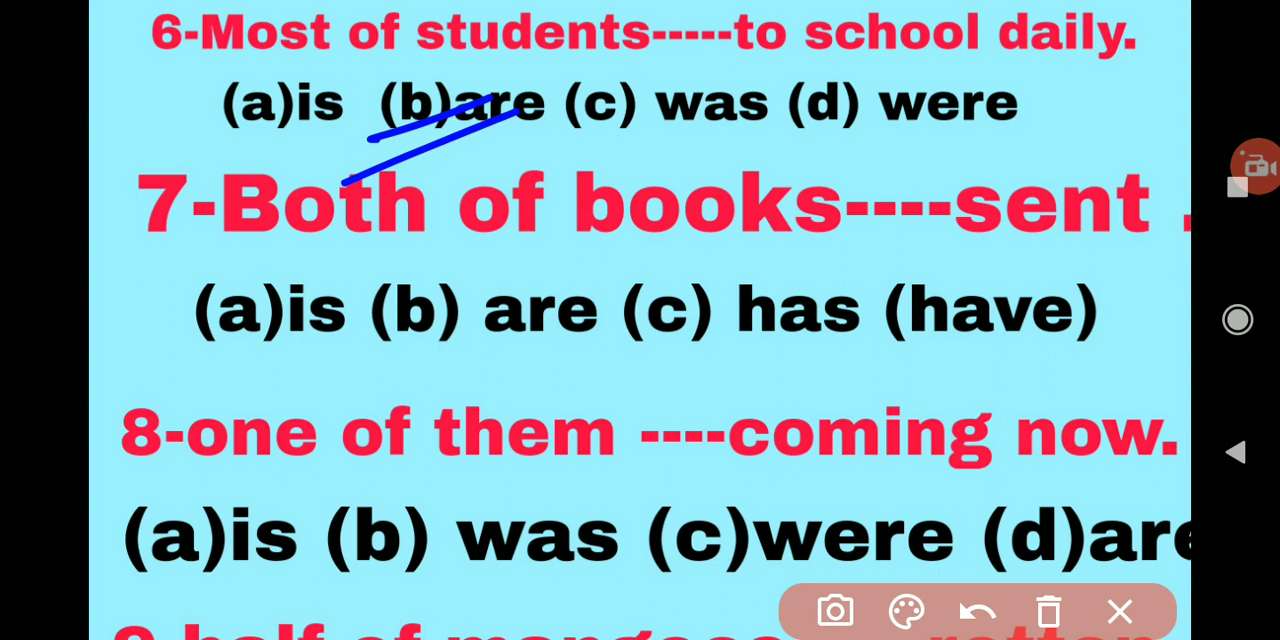 6-Most of students-----to school daily.
(a)is (b)are (c) was (d) were
7-Both of books----sent .
(a)is (b) are (c) has (have)
8-one of them ----coming now.
(a)is (b) was (c)were (d)are